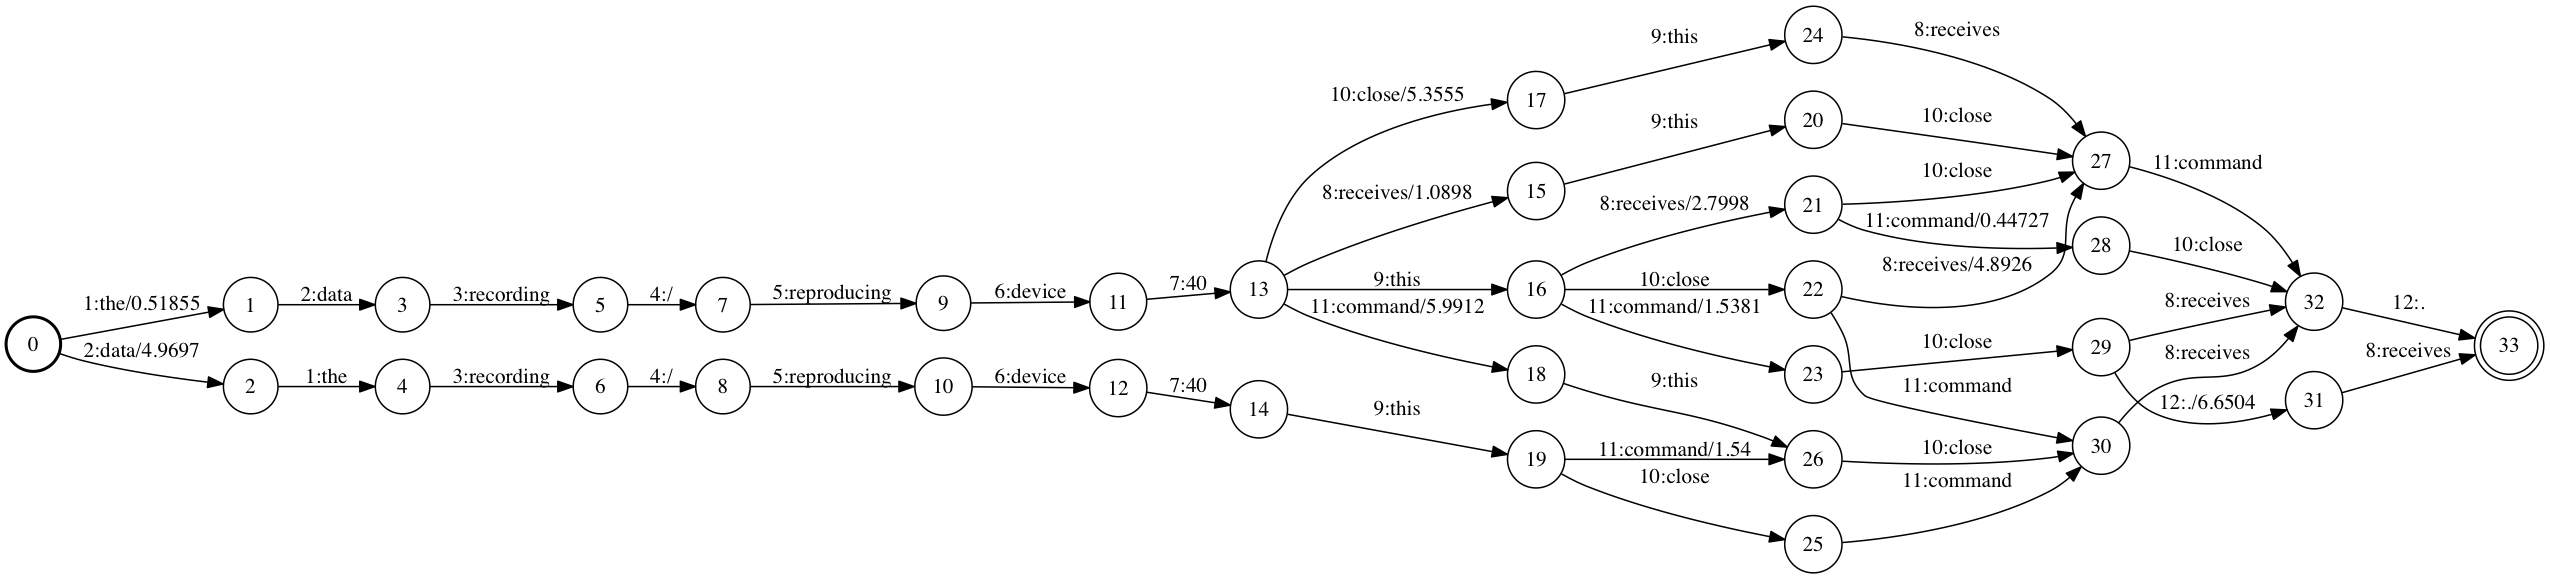 0
1:the/0.51855
2:data/4.9697
1
2:data
3
3:recording
5
4:/
7
5:reproducing
9
6:device
11
7:40
13
2
1:the
4
3:recording
6
4:/
8
5:reproducing
10
6:device
12
7:40
14
10:close/5.3555
8:receives/1.0898
9:this
11:command/5.9912
9:this
17
15
16
18
19
9:this
9:this
8:receives/2.7998
10:close
11:command/1.5381
9:this
11:command/1.54
10:close
24
20
21
22
23
26
25
8:receives
10:close
10:close
11:command/0.44727
8:receives/4.8926
10:close
11:command
10:close
11:command
27
28
29
30
11:command
10:close
8:receives
8:receives
12:./6.6504
32
31
12:.
8:receives
33